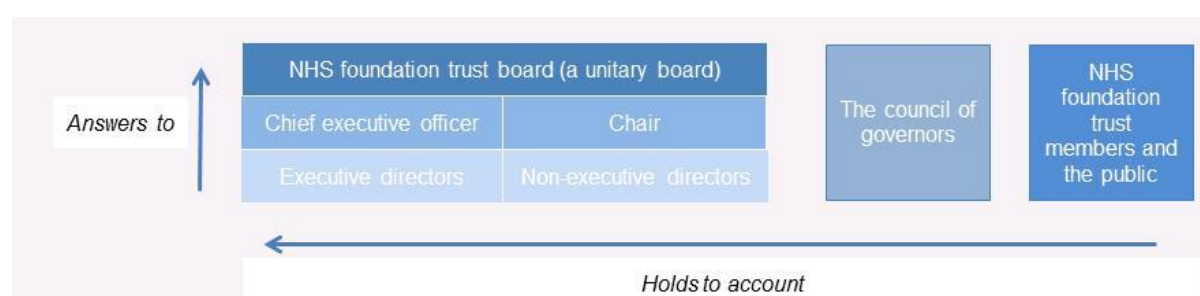 NHS foundation trust board (a unitary board)
Answers to
Chief executive officer
Chair
Executive directors
Non-executive directors
The council of
governors
NHS
foundation
trust
members and
the public
Holds to account